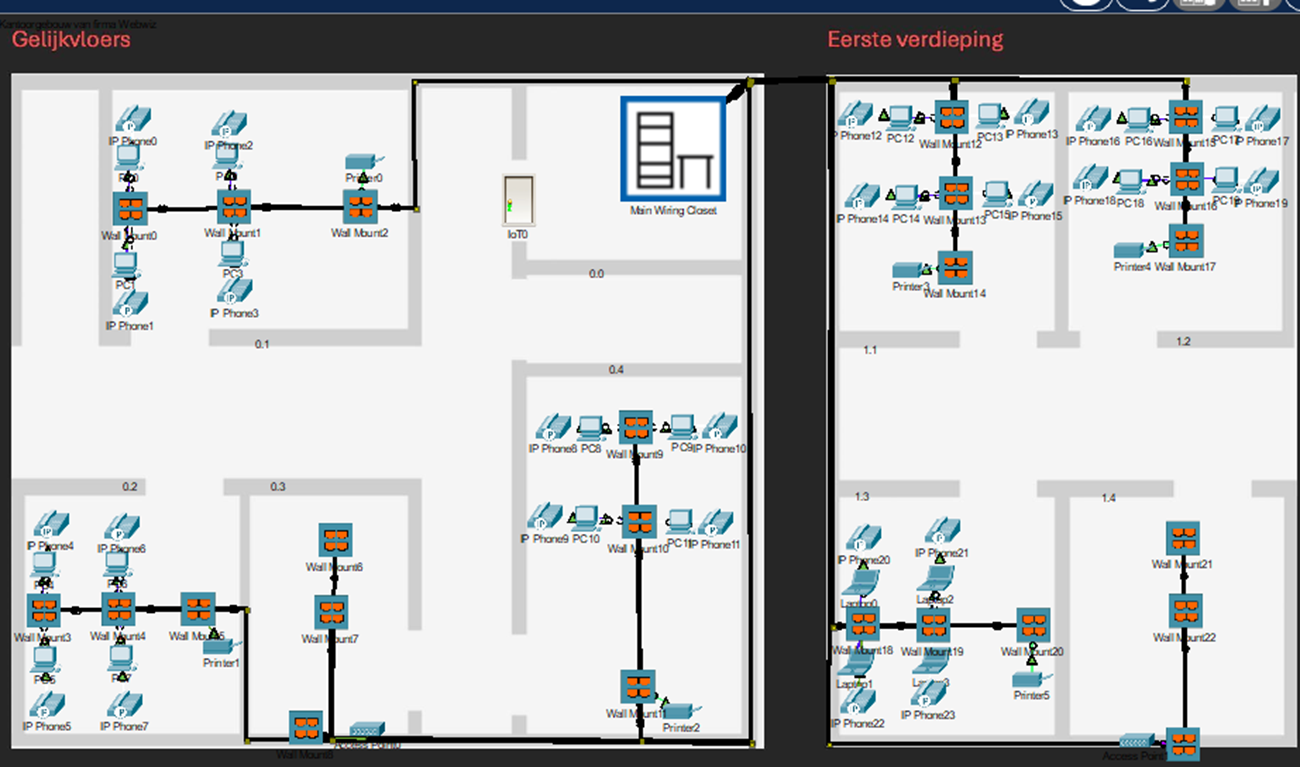 Kantoorgebouw van firma Webwiz
Gelijkvloers
Eerste verdieping
IP Phone0
IP Phone2
Printer0
Wall Mount0
Wall Mount1
Wall Mount2
PC1
PC3
IP Phone1
IP Phone3
0.1
IoT0
Main Wiring Closet
0.0
0.4
IP Phone8
PC8
Wall Mount9
PC9
IP Phone10
IP Phone9
PC10
Wall Mount10
PC11
IP Phone11
Wall Mount11
Printer2
0.2
0.3
IP Phone4
IP Phone6
Wall Mount3
Wall Mount4
Wall Mount5
Printer1
IP Phone5
IP Phone7
Wall Mount6
Wall Mount7
Wall Mount8
Access Point0
IP Phone12
PC12
Wall Mount12
PC13
IP Phone13
IP Phone14
PC14
Wall Mount13
PC15
IP Phone15
Printer3
Wall Mount14
1.1
IP Phone16
PC16
Wall Mount15
PC17
IP Phone17
IP Phone18
PC18
Wall Mount16
PC19
IP Phone19
Printer4
Wall Mount17
1.2
1.3
1.4
IP Phone20
IP Phone21
Laptop0
Laptop2
Wall Mount18
Wall Mount19
Wall Mount20
Laptop1
Laptop3
Printer5
IP Phone22
IP Phone23
Wall Mount21
Wall Mount22
Access Point